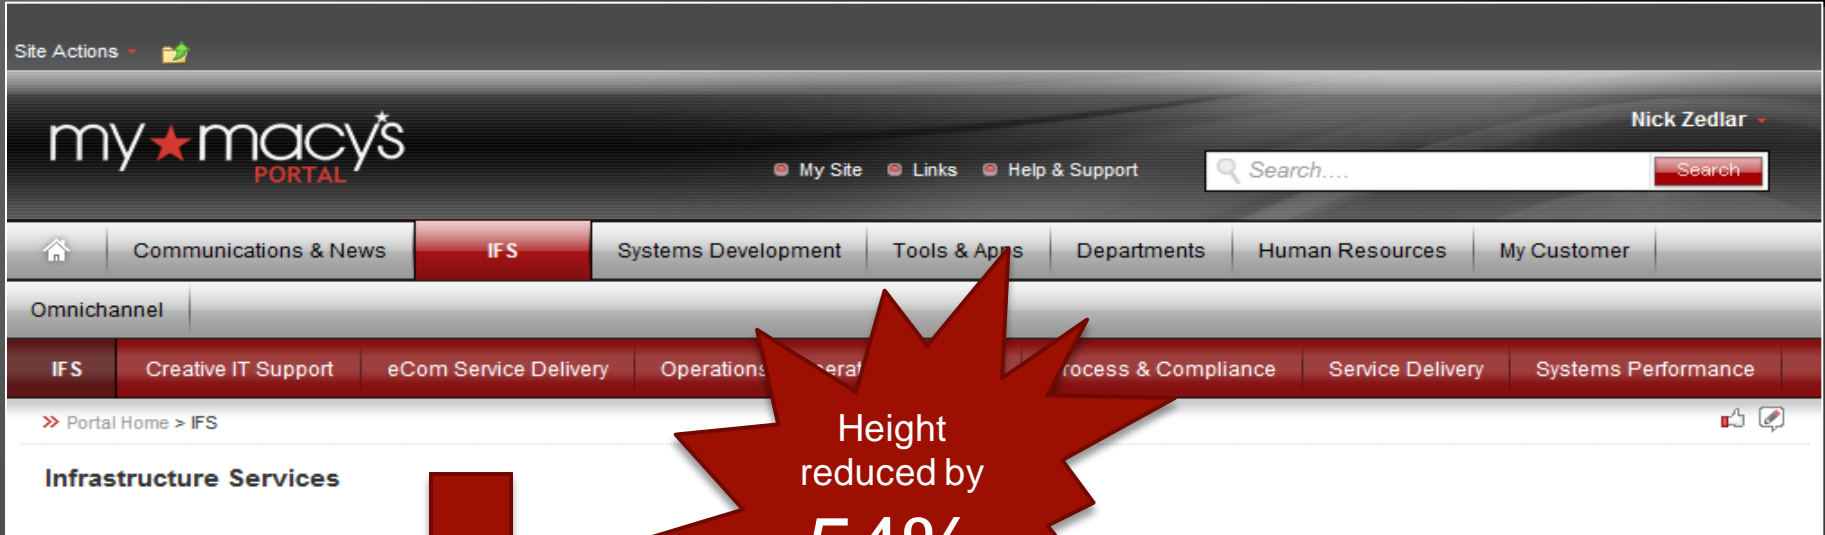 Site Actions
my macy's
PORTAL
Nick Zedlar
My Site Links Help & Support
Search....
Search
Communications & News IFS Systems Development Tools & Apps Departments Human Resources My Customer
Omnichannel
IFS Creative IT Support eCom Service Delivery Operations & Compliance Service Delivery Systems Performance
>> Portal Home > IFS
Infrastructure Services
Height
reduced by
54%